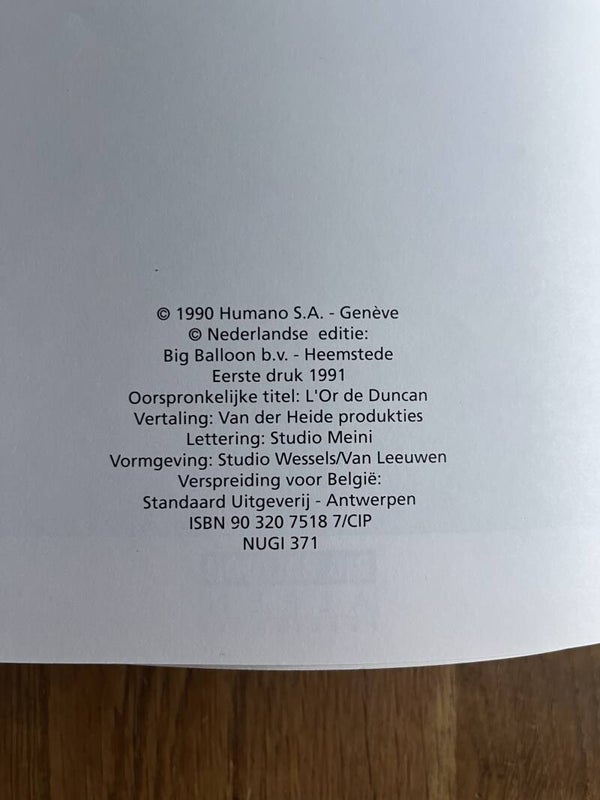 © 1990 Humano S.A. - Genève
© Nederlandse editie:
Big Balloon b.v. - Heemstede
Eerste druk 1991
Oorspronkelijke titel: L'Or de Duncan
Vertaling: Van der Heide produkties
Lettering: Studio Meini
Vormgeving: Studio Wessels/Van Leeuwen
Verspreiding voor België:
Standaard Uitgeverij - Antwerpen
ISBN 90 320 7518 7/CIP
NUGI 371